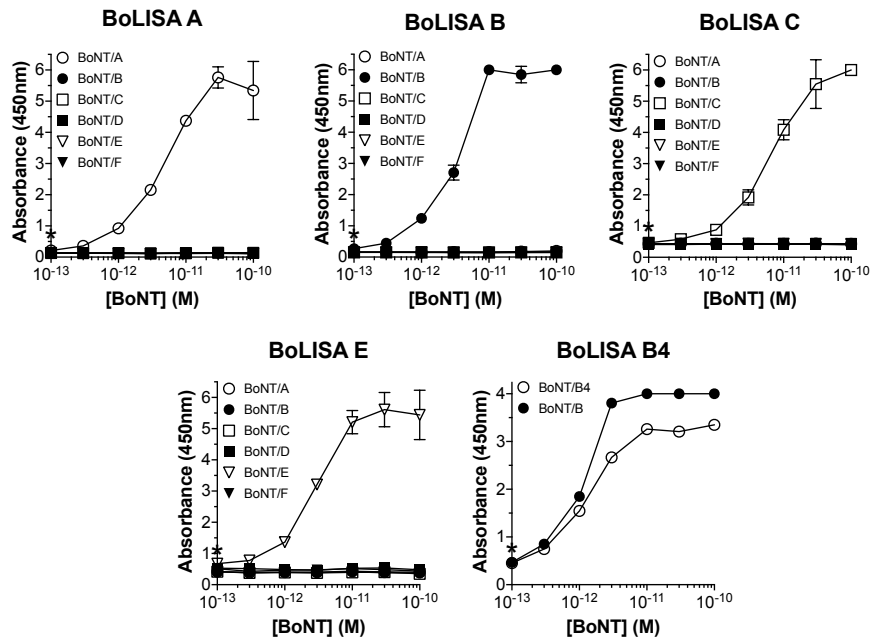 BoLISA A
Absorbance (450nm)
6
5
4
3
2
1
0
BoNT/A
BoNT/B
BoNT/C
BoNT/D
BoNT/E
BoNT/F
*
10⁻¹³ 10⁻¹² 10⁻¹¹ 10⁻¹⁰
[BoNT] (M)
BoLISA B
Absorbance (450nm)
6
5
4
3
2
1
0
BoNT/A
BoNT/B
BoNT/C
BoNT/D
BoNT/E
BoNT/F
*
10⁻¹³ 10⁻¹² 10⁻¹¹ 10⁻¹⁰
[BoNT] (M)
BoLISA C
Absorbance (450nm)
6
5
4
3
2
1
0
BoNT/A
BoNT/B
BoNT/C
BoNT/D
BoNT/E
BoNT/F
*
10⁻¹³ 10⁻¹² 10⁻¹¹ 10⁻¹⁰
[BoNT] (M)
BoLISA E
Absorbance (450nm)
6
5
4
3
2
1
0
BoNT/A
BoNT/B
BoNT/C
BoNT/D
BoNT/E
BoNT/F
*
10⁻¹³ 10⁻¹² 10⁻¹¹ 10⁻¹⁰
[BoNT] (M)
BoLISA B4
Absorbance (450nm)
4
3
2
1
0
BoNT/B4
BoNT/B
*
10⁻¹³ 10⁻¹² 10⁻¹¹ 10⁻¹⁰
[BoNT] (M)